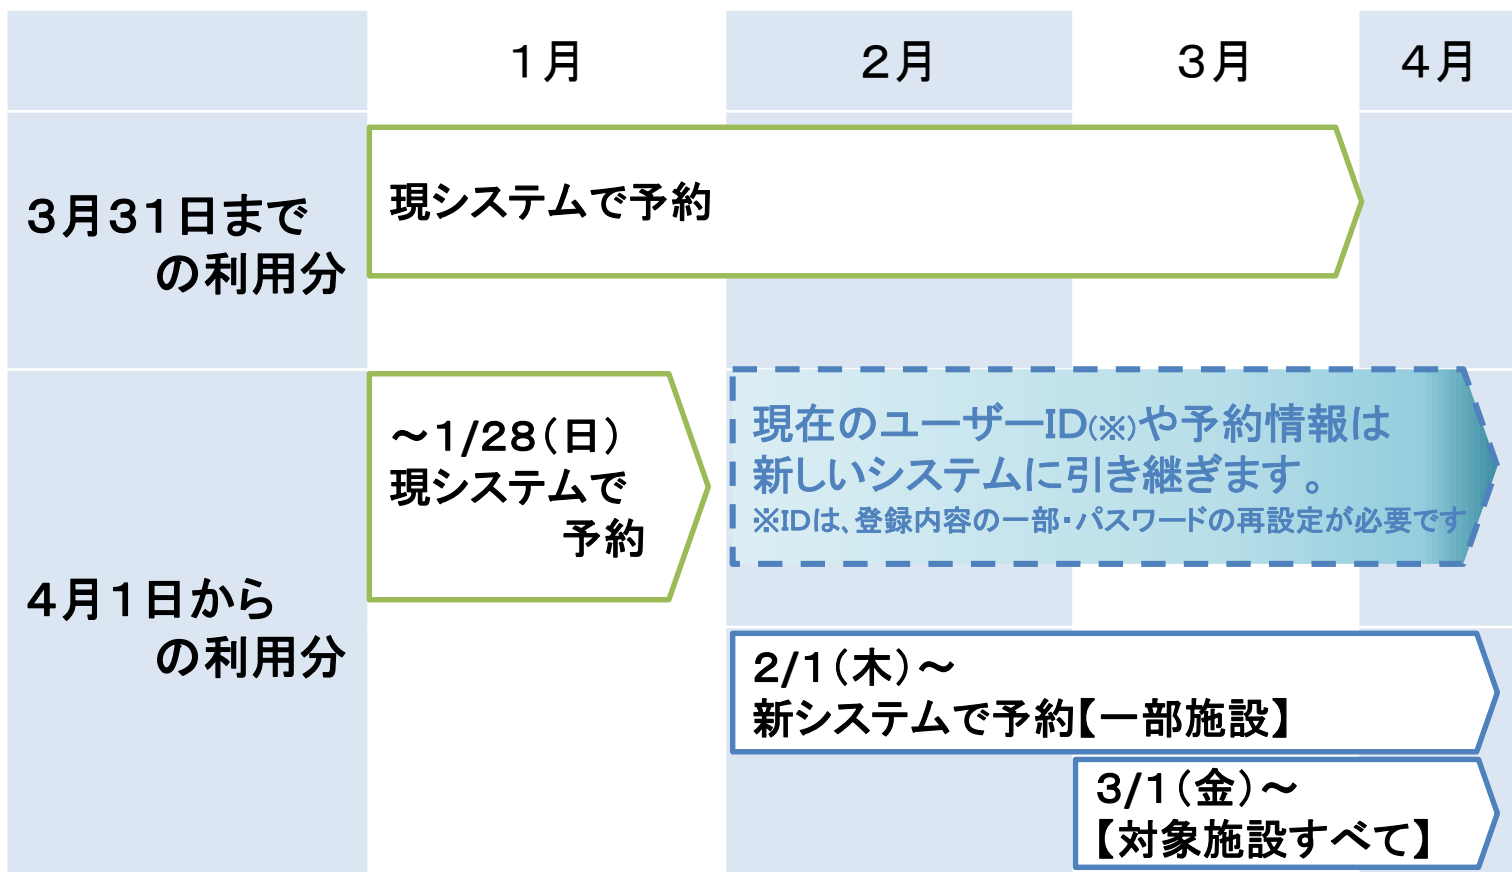 １月
２月
３月
４月
３月３１日まで
の利用分
現システムで予約
４月１日から
の利用分
～１/２８（日）
現システムで
予約
現在のユーザーID(※)や予約情報は
新しいシステムに引き継ぎます。
※IDは、登録内容の一部・パスワードの再設定が必要です
２/１（木）～
新システムで予約【一部施設】
３/１（金）～
【対象施設すべて】